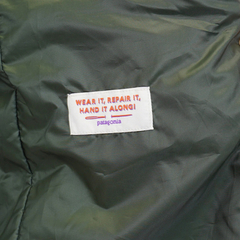 WEAR IT, REPAIR IT,
HAND IT ALONG!
patagonia